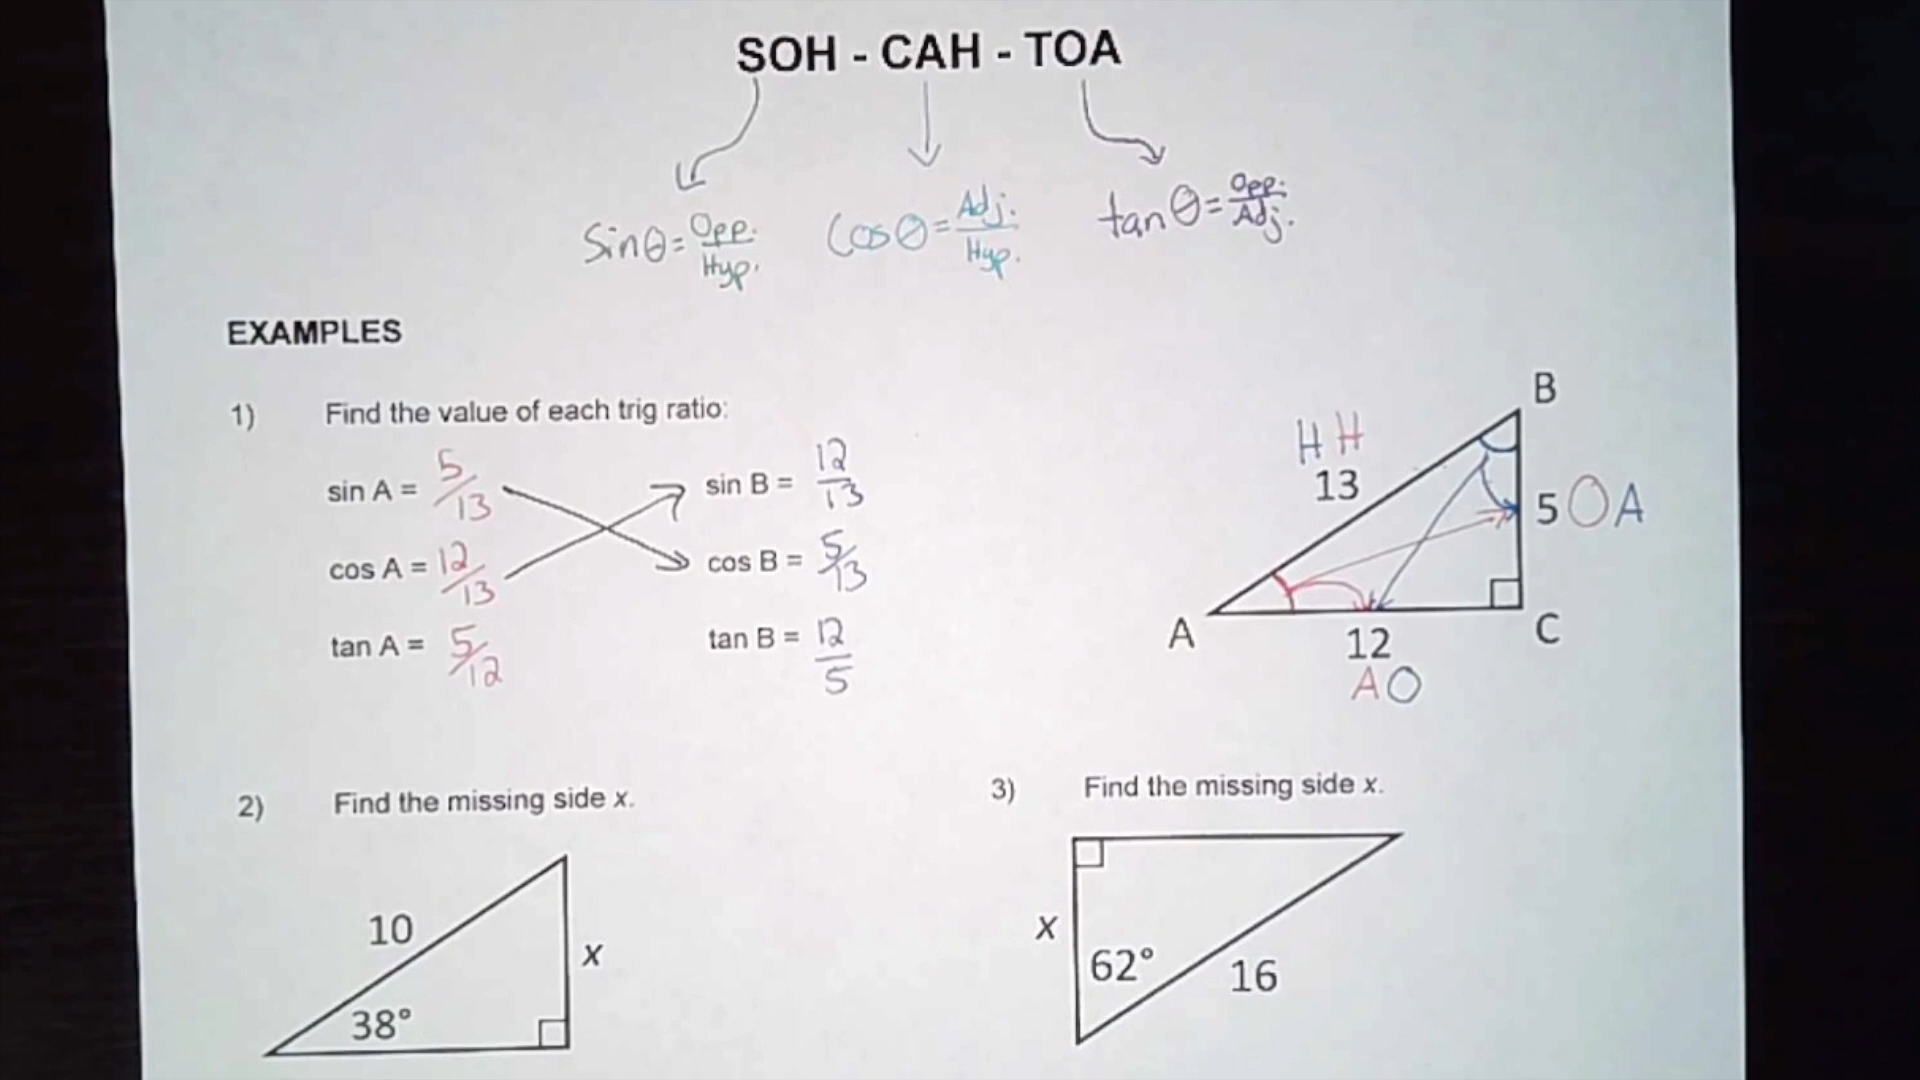 SOH - CAH - TOA
Sinθ = Opp. / Hyp.
Cosθ = Adj. / Hyp.
tanθ = Opp. / Adj.
EXAMPLES
1) Find the value of each trig ratio:
sin A = 5/13
sin B = 12/13
cos A = 12/13
cos B = 5/13
tan A = 5/12
tan B = 12/5
B
H H
13
5 O A
A
12
C
A O
2) Find the missing side x.
10
x
38°
3) Find the missing side x.
x
62°
16